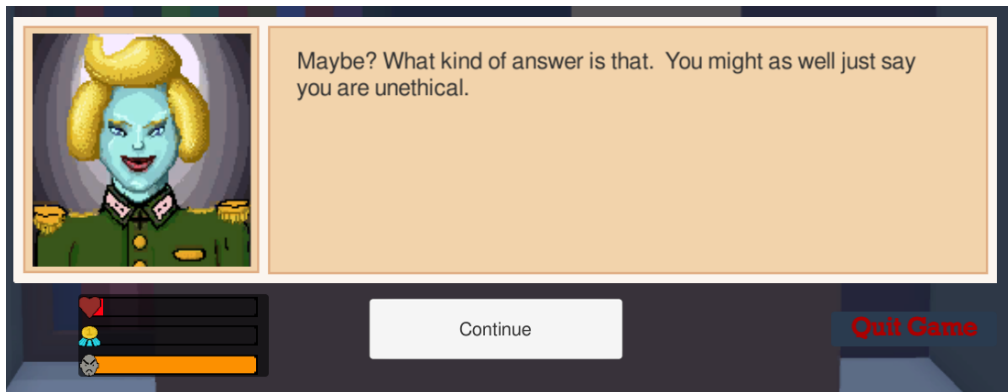 Maybe? What kind of answer is that.  You might as well just say
you are unethical.
Continue
Quit Game